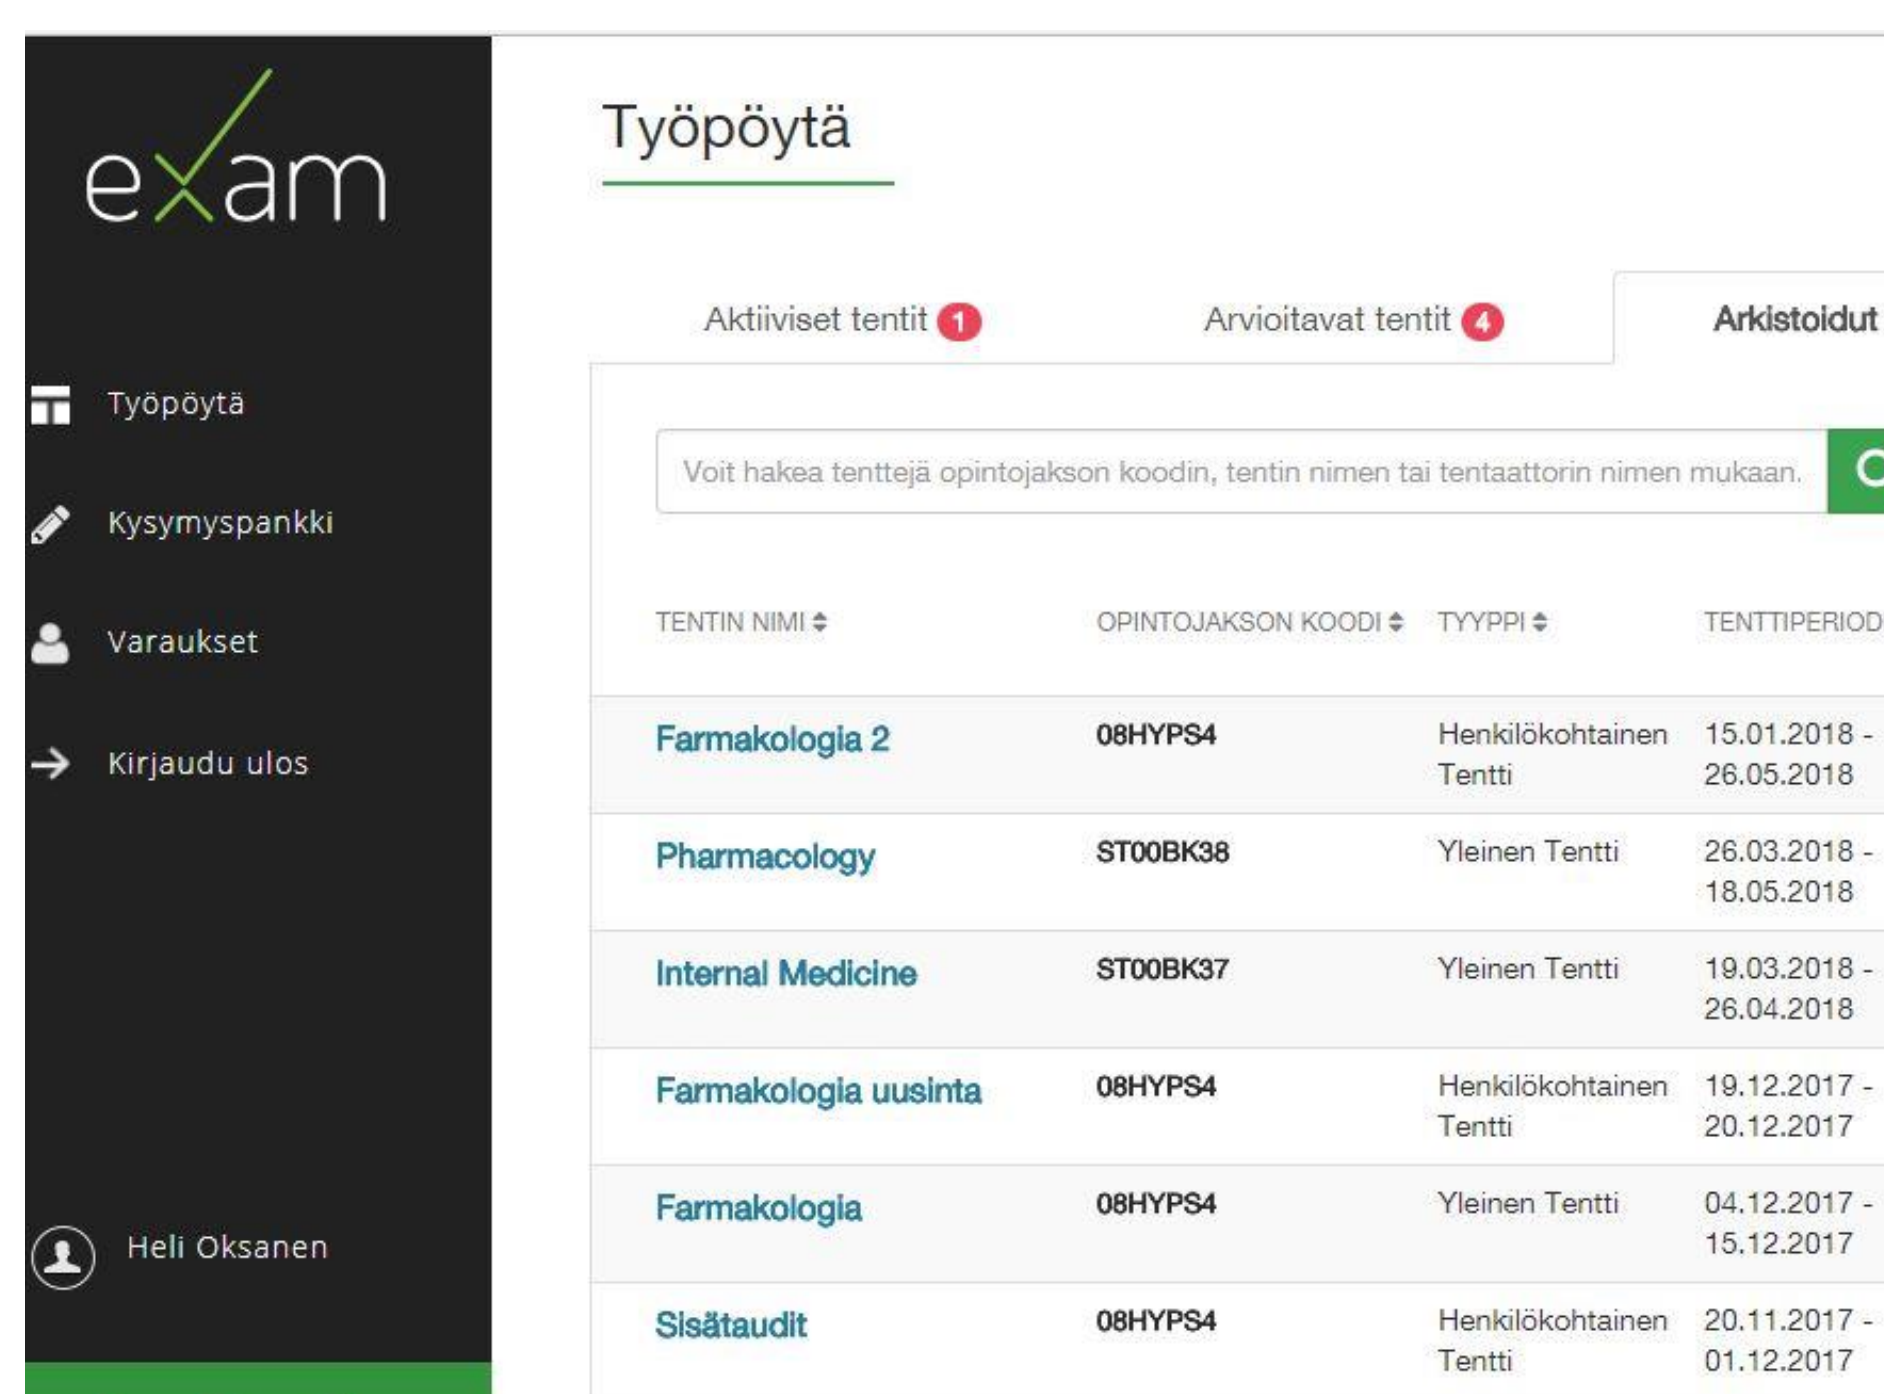 exam
Työpöytä
Kysymyspankki
Varaukset
Kirjaudu ulos
Heli Oksanen
Työpöytä
Aktiiviset tentit 1 Arvioitavat tentit 4 Arkistoidut
Voit hakea tenttejä opintojakson koodin, tentin nimen tai tentaattorin nimen mukaan.
TENTIN NIMI OPINTOJAKSON KOODI TYYPPI TENTTIPERIOD
Farmakologia 2 08HYPS4 Henkilökohtainen 15.01.2018 -
Tentti 26.05.2018
Pharmacology ST00BK38 Yleinen Tentti 26.03.2018 -
18.05.2018
Internal Medicine ST00BK37 Yleinen Tentti 19.03.2018 -
26.04.2018
Farmakologia uusinta 08HYPS4 Henkilökohtainen 19.12.2017 -
Tentti 20.12.2017
Farmakologia 08HYPS4 Yleinen Tentti 04.12.2017 -
15.12.2017
Sisätaudit 08HYPS4 Henkilökohtainen 20.11.2017 -
Tentti 01.12.2017